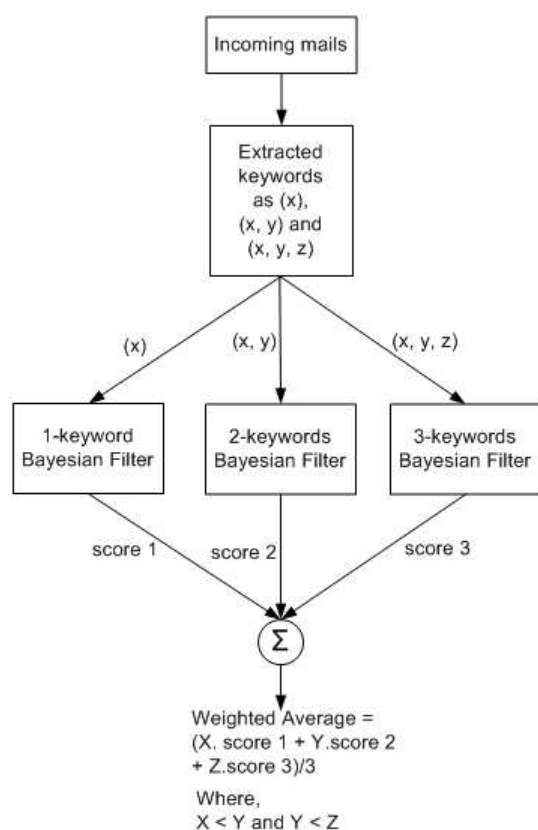 Incoming mails
Extracted
keywords
as (x),
(x, y) and
(x, y, z)
(x)
(x, y)
(x, y, z)
1-keyword
Bayesian Filter
2-keywords
Bayesian Filter
3-keywords
Bayesian Filter
score 1
score 2
score 3
Σ
Weighted Average =
(X. score 1 + Y.score 2
+ Z.score 3)/3
Where,
X < Y and Y < Z